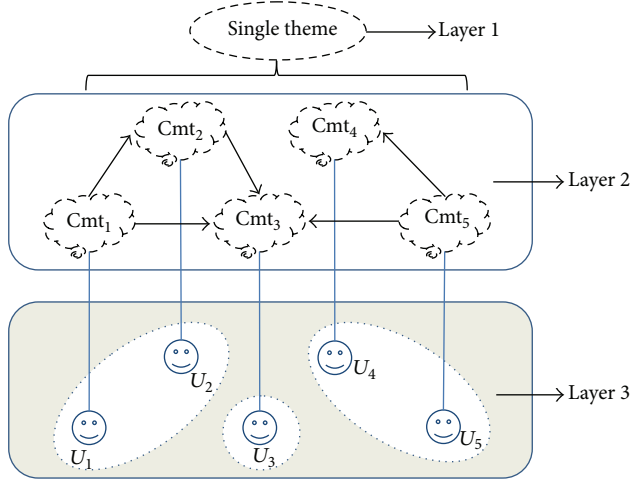 Single theme
Layer 1
Cmt2
Cmt4
Layer 2
Cmt1
Cmt3
Cmt5
U2
U4
Layer 3
U1
U3
U5